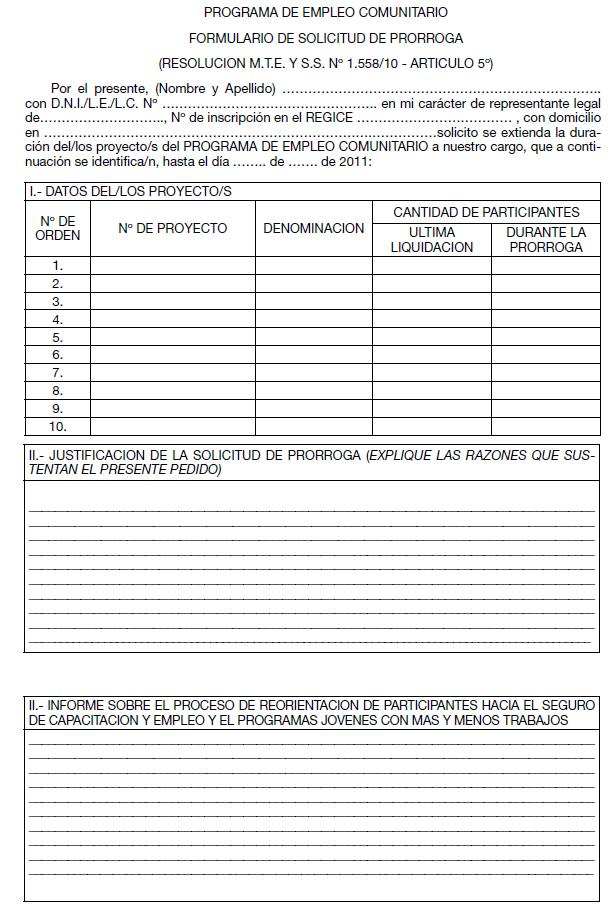 PROGRAMA DE EMPLEO COMUNITARIO
FORMULARIO DE SOLICITUD DE PRORROGA
(RESOLUCION M.T.E. Y S.S. Nº 1.558/10 - ARTICULO 5º)
Por el presente, (Nombre y Apellido) ……………………………………………………………..
con D.N.I./L.E./L.C. Nº ………………………………………….. en mi carácter de representante legal
de……………………….., Nº de inscripción en el REGICE ……………………………… , con domicilio
en ………………………………………………………………………………solicito se extienda la dura-
ción del/los proyecto/s del PROGRAMA DE EMPLEO COMUNITARIO a nuestro cargo, que a conti-
nuación se identifica/n, hasta el día …….. de ……. de 2011:
I.- DATOS DEL/LOS PROYECTO/S
Nº DE ORDEN
Nº DE PROYECTO
DENOMINACION
CANTIDAD DE PARTICIPANTES
ULTIMA LIQUIDACION
DURANTE LA PRORROGA
1.
2.
3.
4.
5.
6.
7.
8.
9.
10.
II.- JUSTIFICACION DE LA SOLICITUD DE PRORROGA (EXPLIQUE LAS RAZONES QUE SUS-
TENTAN EL PRESENTE PEDIDO)
II.- INFORME SOBRE EL PROCESO DE REORIENTACION DE PARTICIPANTES HACIA EL SEGURO
DE CAPACITACION Y EMPLEO Y EL PROGRAMAS JOVENES CON MAS Y MENOS TRABAJOS